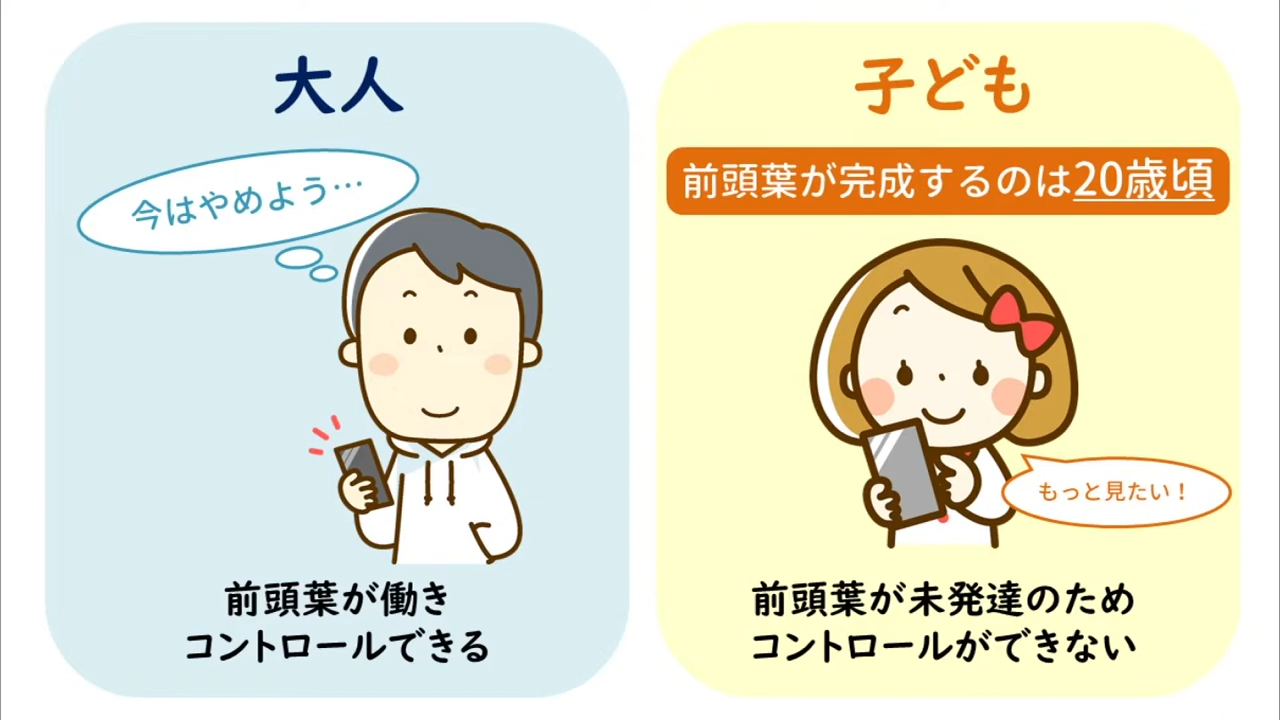 大人
今はやめよう…
前頭葉が働き
コントロールできる
子ども
前頭葉が完成するのは20歳頃
もっと見たい！
前頭葉が未発達のため
コントロールができない